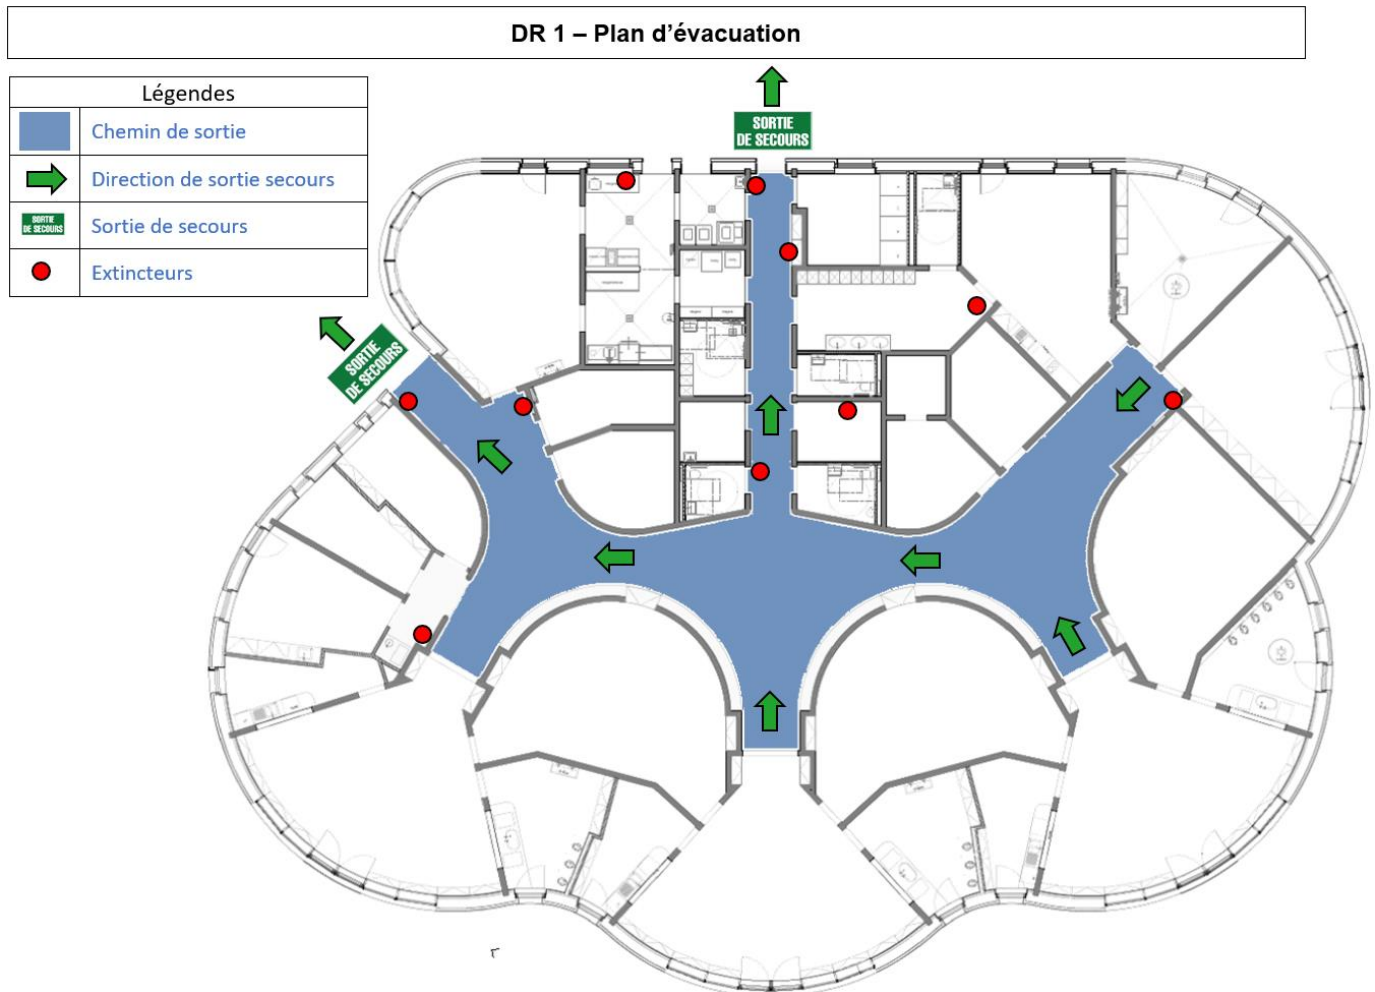 DR 1 – Plan d’évacuation
Légendes
Chemin de sortie
Direction de sortie secours
SORTIE
DE SECOURS
Sortie de secours
Extincteurs
SORTIE
DE SECOURS
SORTIE
DE SECOURS